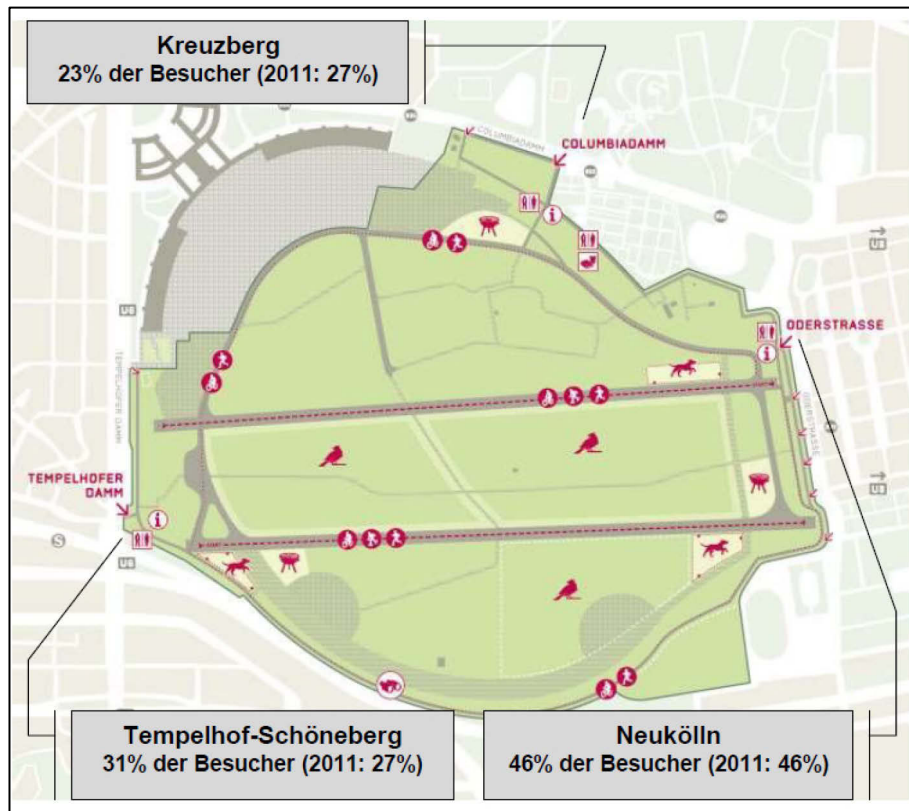 Kreuzberg
23% der Besucher (2011: 27%)
COLUMBIADAMM
COLUMBIADAMM
ODERSTRASSE
TEMPELHOFER DAMM
ODERSTRASSE
TEMPELHOFER
DAMM
i
i
i
S
START
Tempelhof-Schöneberg
31% der Besucher (2011: 27%)
Neukölln
46% der Besucher (2011: 46%)